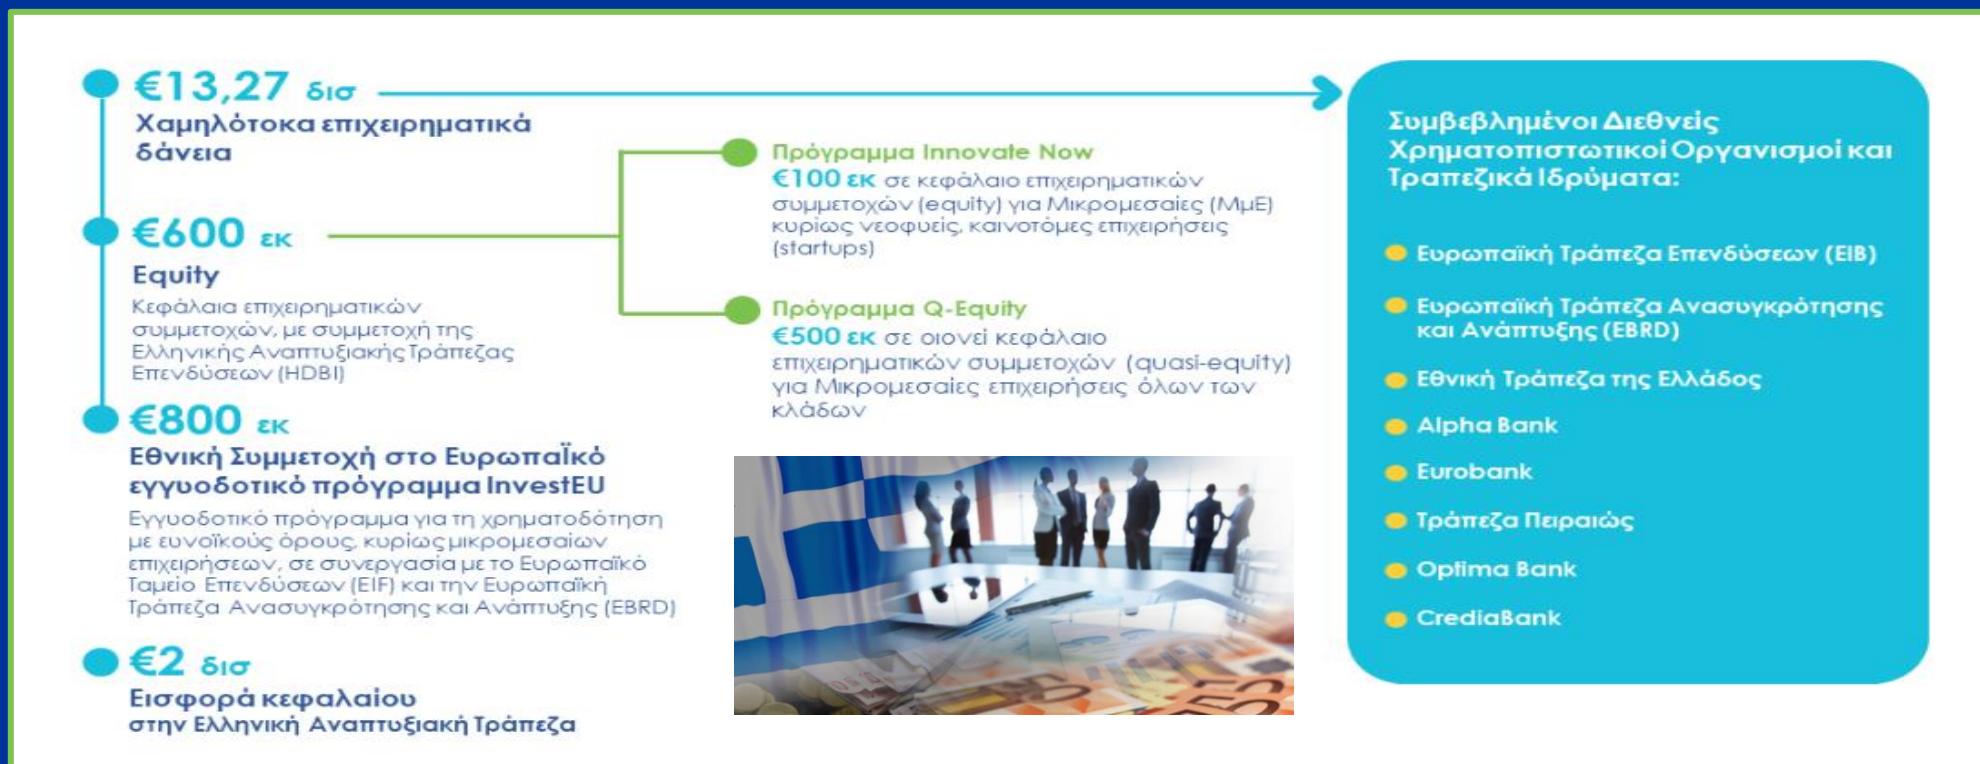 €13,27 δισ
Χαμηλότοκα επιχειρηματικά
δάνεια
€600 εκ
Equity
Κεφάλαια επιχειρηματικών
συμμετοχών, με συμμετοχή της
Ελληνικής Αναπτυξιακής Τράπεζας
Επενδύσεων (HDBI)
€800 εκ
Εθνική Συμμετοχή στο Ευρωπαΐκό
εγγυοδοτικό πρόγραμμα InvestEU
Εγγυοδοτικό πρόγραμμα για τη χρηματοδότηση
με ευνοϊκούς όρους, κυρίως μικρομεσαίων
επιχειρήσεων, σε συνεργασία με το Ευρωπαϊκό
Ταμείο Επενδύσεων (EIF) και την Ευρωπαϊκή
Τράπεζα Ανασυγκρότησης και Ανάπτυξης (EBRD)
€2 δισ
Εισφορά κεφαλαίου
στην Ελληνική Αναπτυξιακή Τράπεζα
Πρόγραμμα Innovate Now
€100 εκ σε κεφάλαιο επιχειρηματικών
συμμετοχών (equity) για Μικρομεσαίες (ΜμΕ)
κυρίως νεοφυείς, καινοτόμες επιχειρήσεις
(startups)
Πρόγραμμα Q-Equity
€500 εκ σε οιονεί κεφάλαιο
επιχειρηματικών συμμετοχών (quasi-equity)
για Μικρομεσαίες επιχειρήσεις όλων των
κλάδων
Συμβεβλημένοι Διεθνείς
Χρηματοπιστωτικοί Οργανισμοί και
Τραπεζικά Ιδρύματα:
Ευρωπαϊκή Τράπεζα Επενδύσεων (EIB)
Ευρωπαϊκή Τράπεζα Ανασυγκρότησης
και Ανάπτυξης (EBRD)
Εθνική Τράπεζα της Ελλάδος
Alpha Bank
Eurobank
Τράπεζα Πειραιώς
Optima Bank
CrediaBank